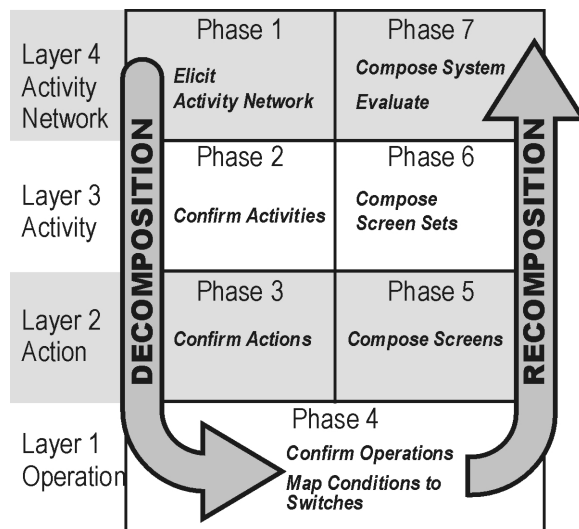 Layer 4
Activity
Network
Phase 1
Elicit
Activity Network
Phase 7
Compose System
Evaluate
Layer 3
Activity
Phase 2
Confirm Activities
Phase 6
Compose
Screen Sets
Layer 2
Action
Phase 3
Confirm Actions
Phase 5
Compose Screens
Layer 1
Operation
Phase 4
Confirm Operations
Map Conditions to
Switches
DECOMPOSITION
RECOMPOSITION